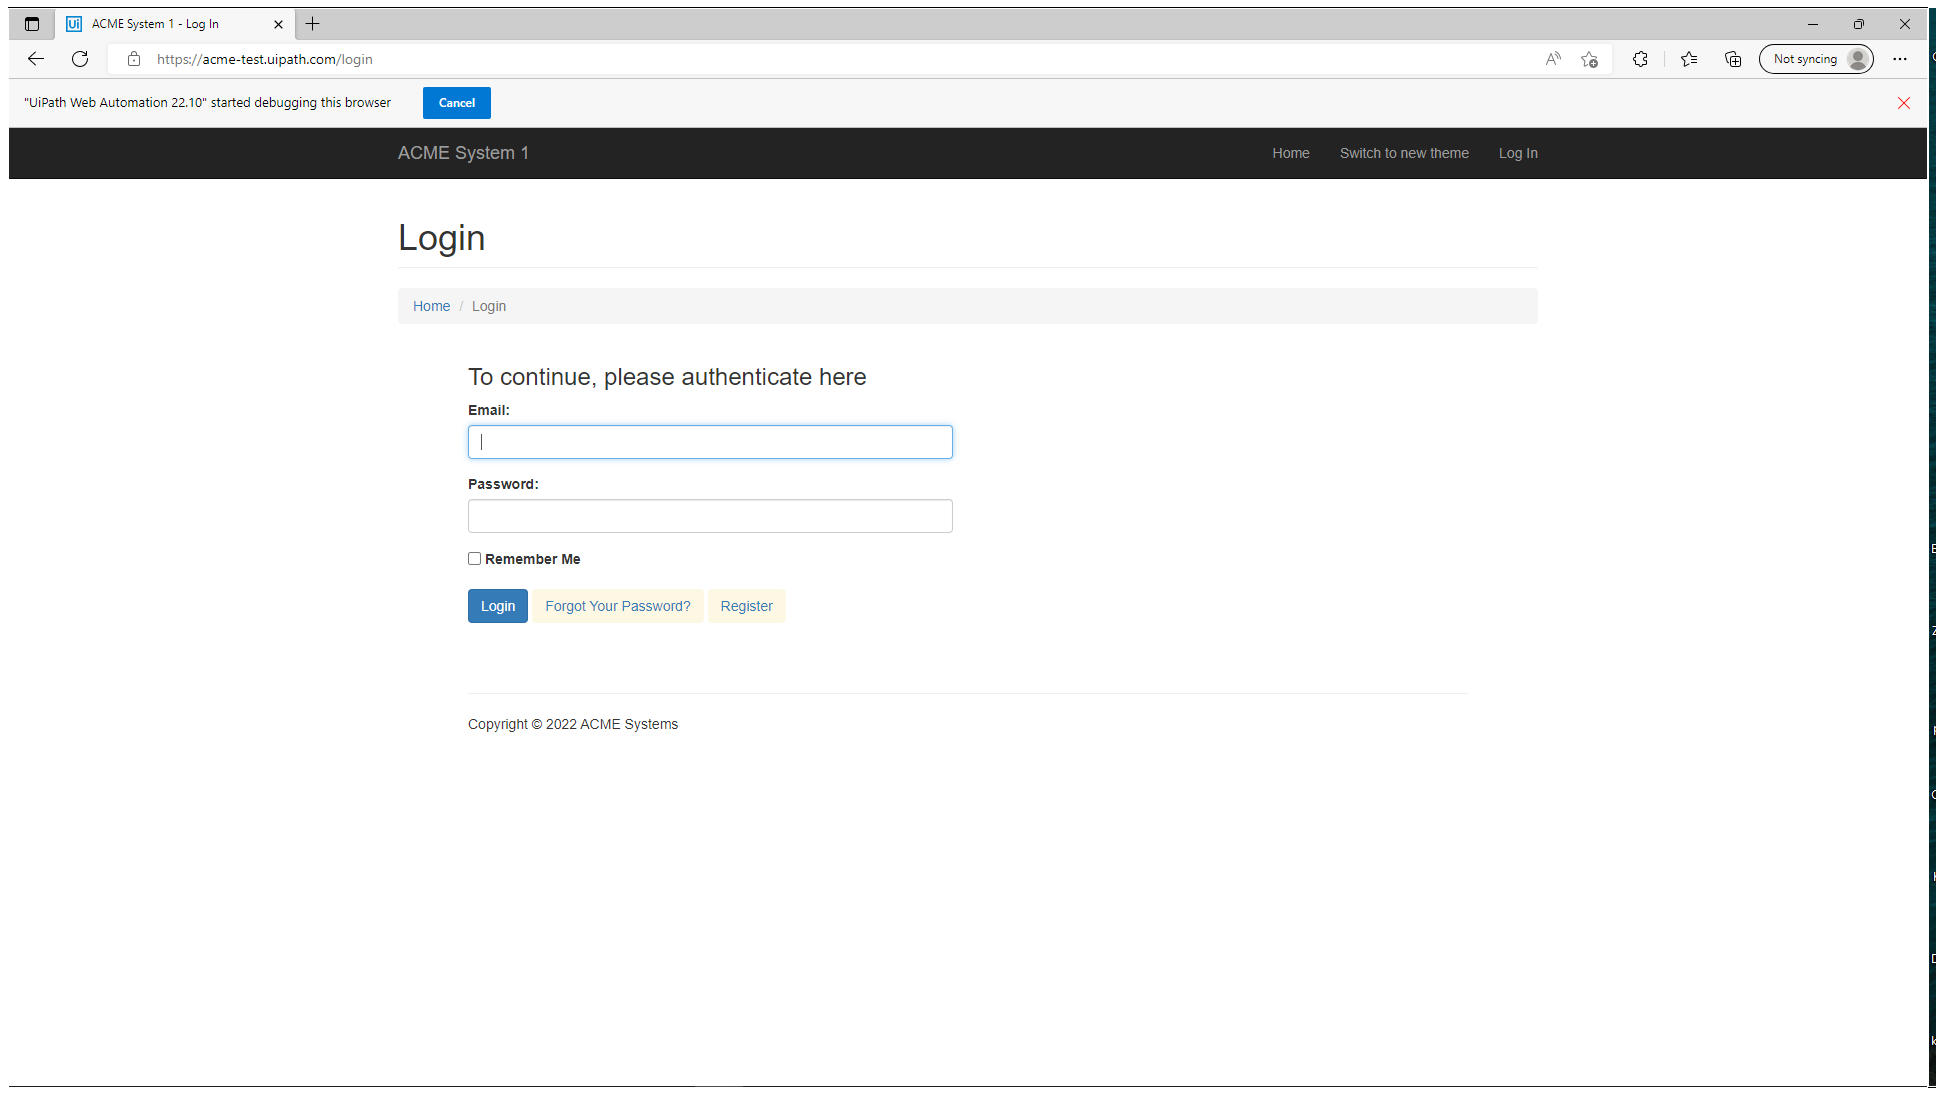 ACME System 1 - Log In
https://acme-test.uipath.com/login
Not syncing
"UiPath Web Automation 22.10" started debugging this browser Cancel
ACME System 1 Home Switch to new theme Log In
Login
Home / Login
To continue, please authenticate here
Email:
Password:
Remember Me
Login Forgot Your Password? Register
Copyright © 2022 ACME Systems